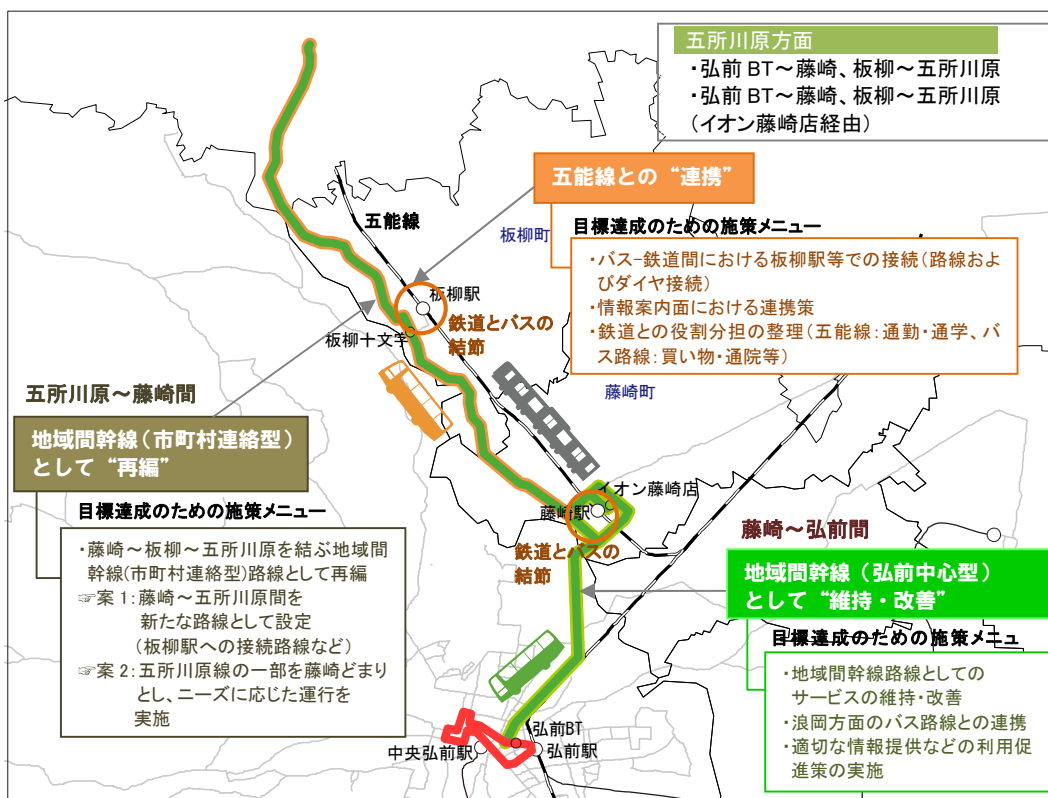 五所川原方面
・弘前BT～藤崎、板柳～五所川原
・弘前BT～藤崎、板柳～五所川原
（イオン藤崎店経由）
五能線との“連携”
五能線
板柳町
目標達成のための施策メニュー
・バス-鉄道間における板柳駅等での接続（路線およ
びダイヤ接続）
・情報案内面における連携策
・鉄道との役割分担の整理（五能線：通勤・通学、バ
ス路線：買い物・通院等）
板柳駅
鉄道とバスの
結節
板柳十文字
藤崎町
五所川原～藤崎間
地域間幹線（市町村連絡型）
として“再編”
目標達成のための施策メニュー
・藤崎～板柳～五所川原を結ぶ地域間
幹線(市町村連絡型)路線として再編
☞案1：藤崎～五所川原間を
新たな路線として設定
（板柳駅への接続路線など）
☞案2：五所川原線の一部を藤崎どまり
とし、ニーズに応じた運行を
実施
イオン藤崎店
藤崎駅
鉄道とバスの
結節
藤崎～弘前間
地域間幹線（弘前中心型）
として“維持・改善”
目標達成のための施策メニュ
・地域間幹線路線としての
サービスの維持・改善
・浪岡方面のバス路線との連携
・適切な情報提供などの利用促
進策の実施
弘前BT
中央弘前駅
弘前駅